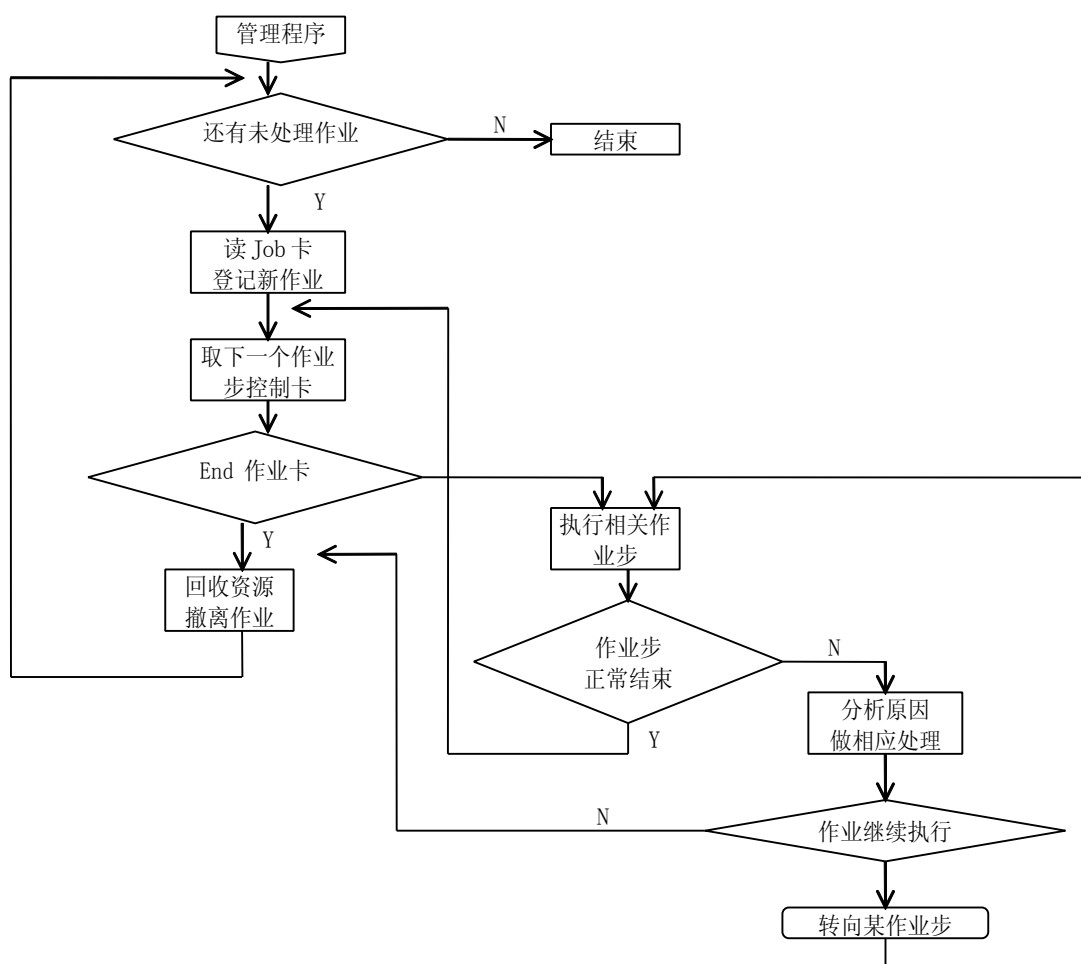 管理程序
还有未处理作业
N
结束
Y
读 Job 卡
登记新作业
取下一个作业
步控制卡
End 作业卡
执行相关作
业步
Y
回收资源
撤离作业
作业步
正常结束
N
分析原因
做相应处理
Y
N
作业继续执行
转向某作业步